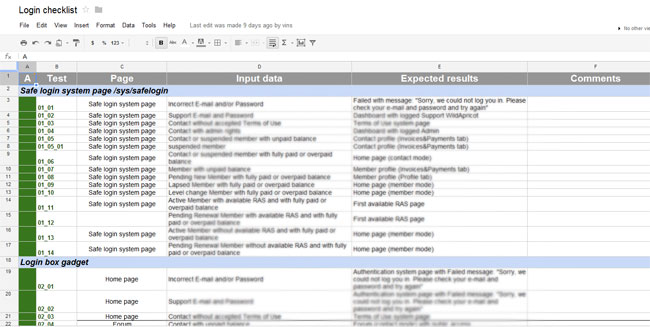 Login checklist
File Edit View Insert Format Data Tools Help Last edit was made 9 days ago by vins
No other vie
$ % 123 10 B Abc A
fx A
A B C D E F
1 A Test Page Input data Expected results Comments
2 Safe login system page /sys/safelogin
3 01_01 Safe login system page Incorrect E-mail and/or Password Failed with message: "Sorry, we could not log you in. Please
check your e-mail and password and try again"
4 01_02 Safe login system page Support E-mail and Password Dashboard with logged Support WildApricot
5 01_03 Safe login system page Contact without accepted Terms of Use Terms of Use system page
6 01_04 Safe login system page Contact with admin rights Dashboard with logged Admin
7 01_05 Safe login system page Contact or suspended member with unpaid balance Contact profile (Invoices&Payments tab)
8 01_05_01 Safe login system page suspended member Contact profile (Invoices&Payments tab)
9 01_06 Safe login system page Contact or suspended member with fully paid or overpaid
balance Home page (contact mode)
10 01_07 Safe login system page Member with unpaid balance Member profile (Invoices&Payments tab)
11 01_08 Safe login system page Pending New Member with fully paid or overpaid balance Member profile (Profile tab)
12 01_09 Safe login system page Lapsed Member with fully paid or overpaid balance Home page (member mode)
13 01_10 Safe login system page Level change Member with fully paid or overpaid balance Home page (member mode)
14 01_11 Safe login system page Active Member with available RAS page and with fully paid or
overpaid balance First available RAS page
15 01_12 Safe login system page Pending Renewal Member with available RAS and with fully
paid or overpaid balance First available RAS page
16 01_13 Safe login system page Active Member without available RAS and with fully paid or
overpaid balance Home page (member mode)
17 01_14 Safe login system page Pending Renewal Member without available RAS and with fully
paid or overpaid balance Home page (member mode)
18 Login box gadget
19 02_01 Home page Incorrect E-mail and/or Password Authentication system page with Failed message: "Sorry, we
could not log you in. Please check your e-mail and
password and try again"
20 02_02 Home page Support E-mail and Password Authentication system page with Failed message: "Sorry, we
could not log you in. Please check your e-mail and
password and try again"
21 02_03 Home page Contact without accepted Terms of Use Terms of Use system page
22 02_04 Forum Contact with unpaid balance Forum (contact mode) with public access